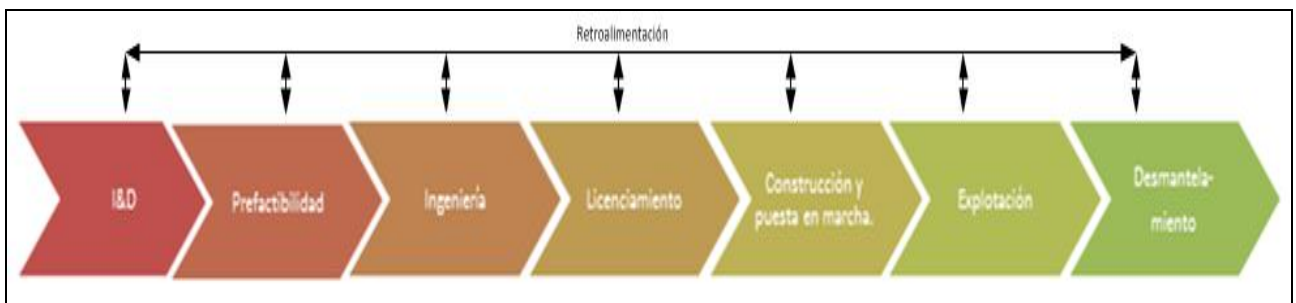 Retroalimentación
I&D
Prefactibilidad
Ingeniería
Licenciamiento
Construcción y
puesta en marcha.
Explotación
Desmantela-
miento